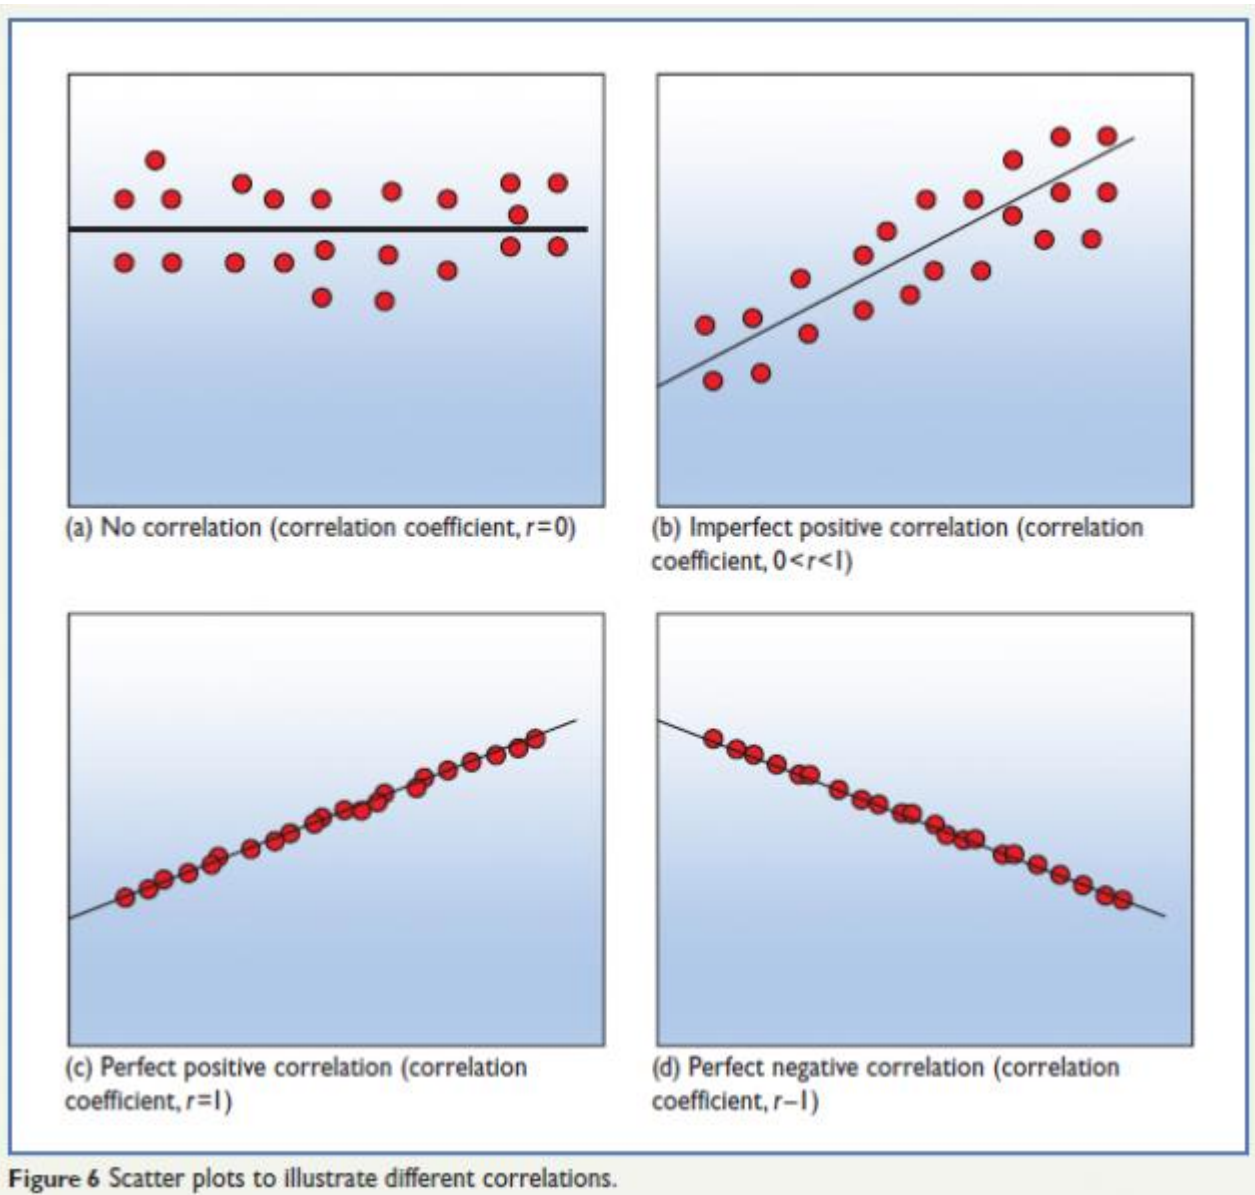 (a) No correlation (correlation coefficient, r=0)
(b) Imperfect positive correlation (correlation
coefficient, 0<r<1)
(c) Perfect positive correlation (correlation
coefficient, r=1)
(d) Perfect negative correlation (correlation
coefficient, r–1)
Figure 6 Scatter plots to illustrate different correlations.